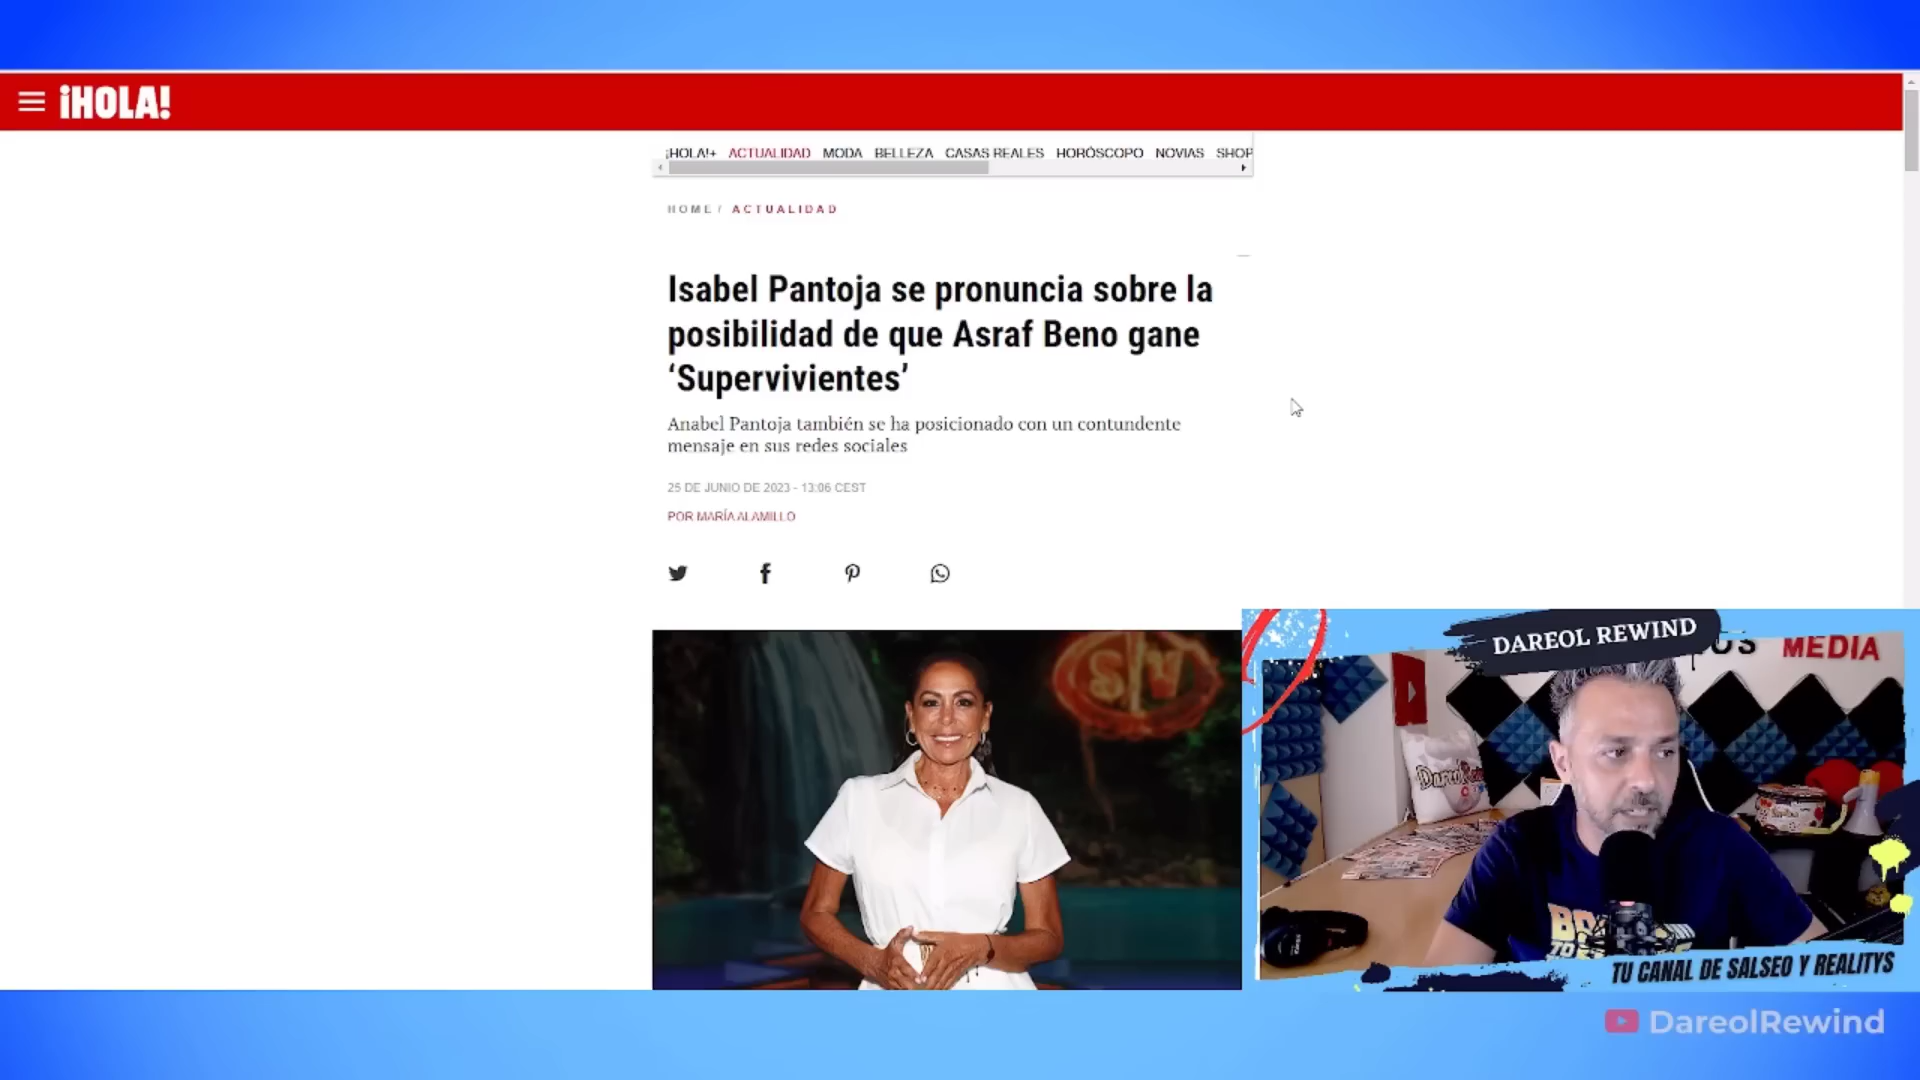 ¡HOLA!
¡HOLA!+ ACTUALIDAD MODA BELLEZA CASAS REALES HORÓSCOPO NOVIAS SHOP
HOME / ACTUALIDAD
Isabel Pantoja se pronuncia sobre la
posibilidad de que Asraf Beno gane
‘Supervivientes’
Anabel Pantoja también se ha posicionado con un contundente
mensaje en sus redes sociales
25 DE JUNIO DE 2023 - 13:06 CEST
POR MARÍA ALAMILLO
SV
DAREOL REWIND
OS MEDIA
TU CANAL DE SALSEO Y REALITYS
DareolRewind